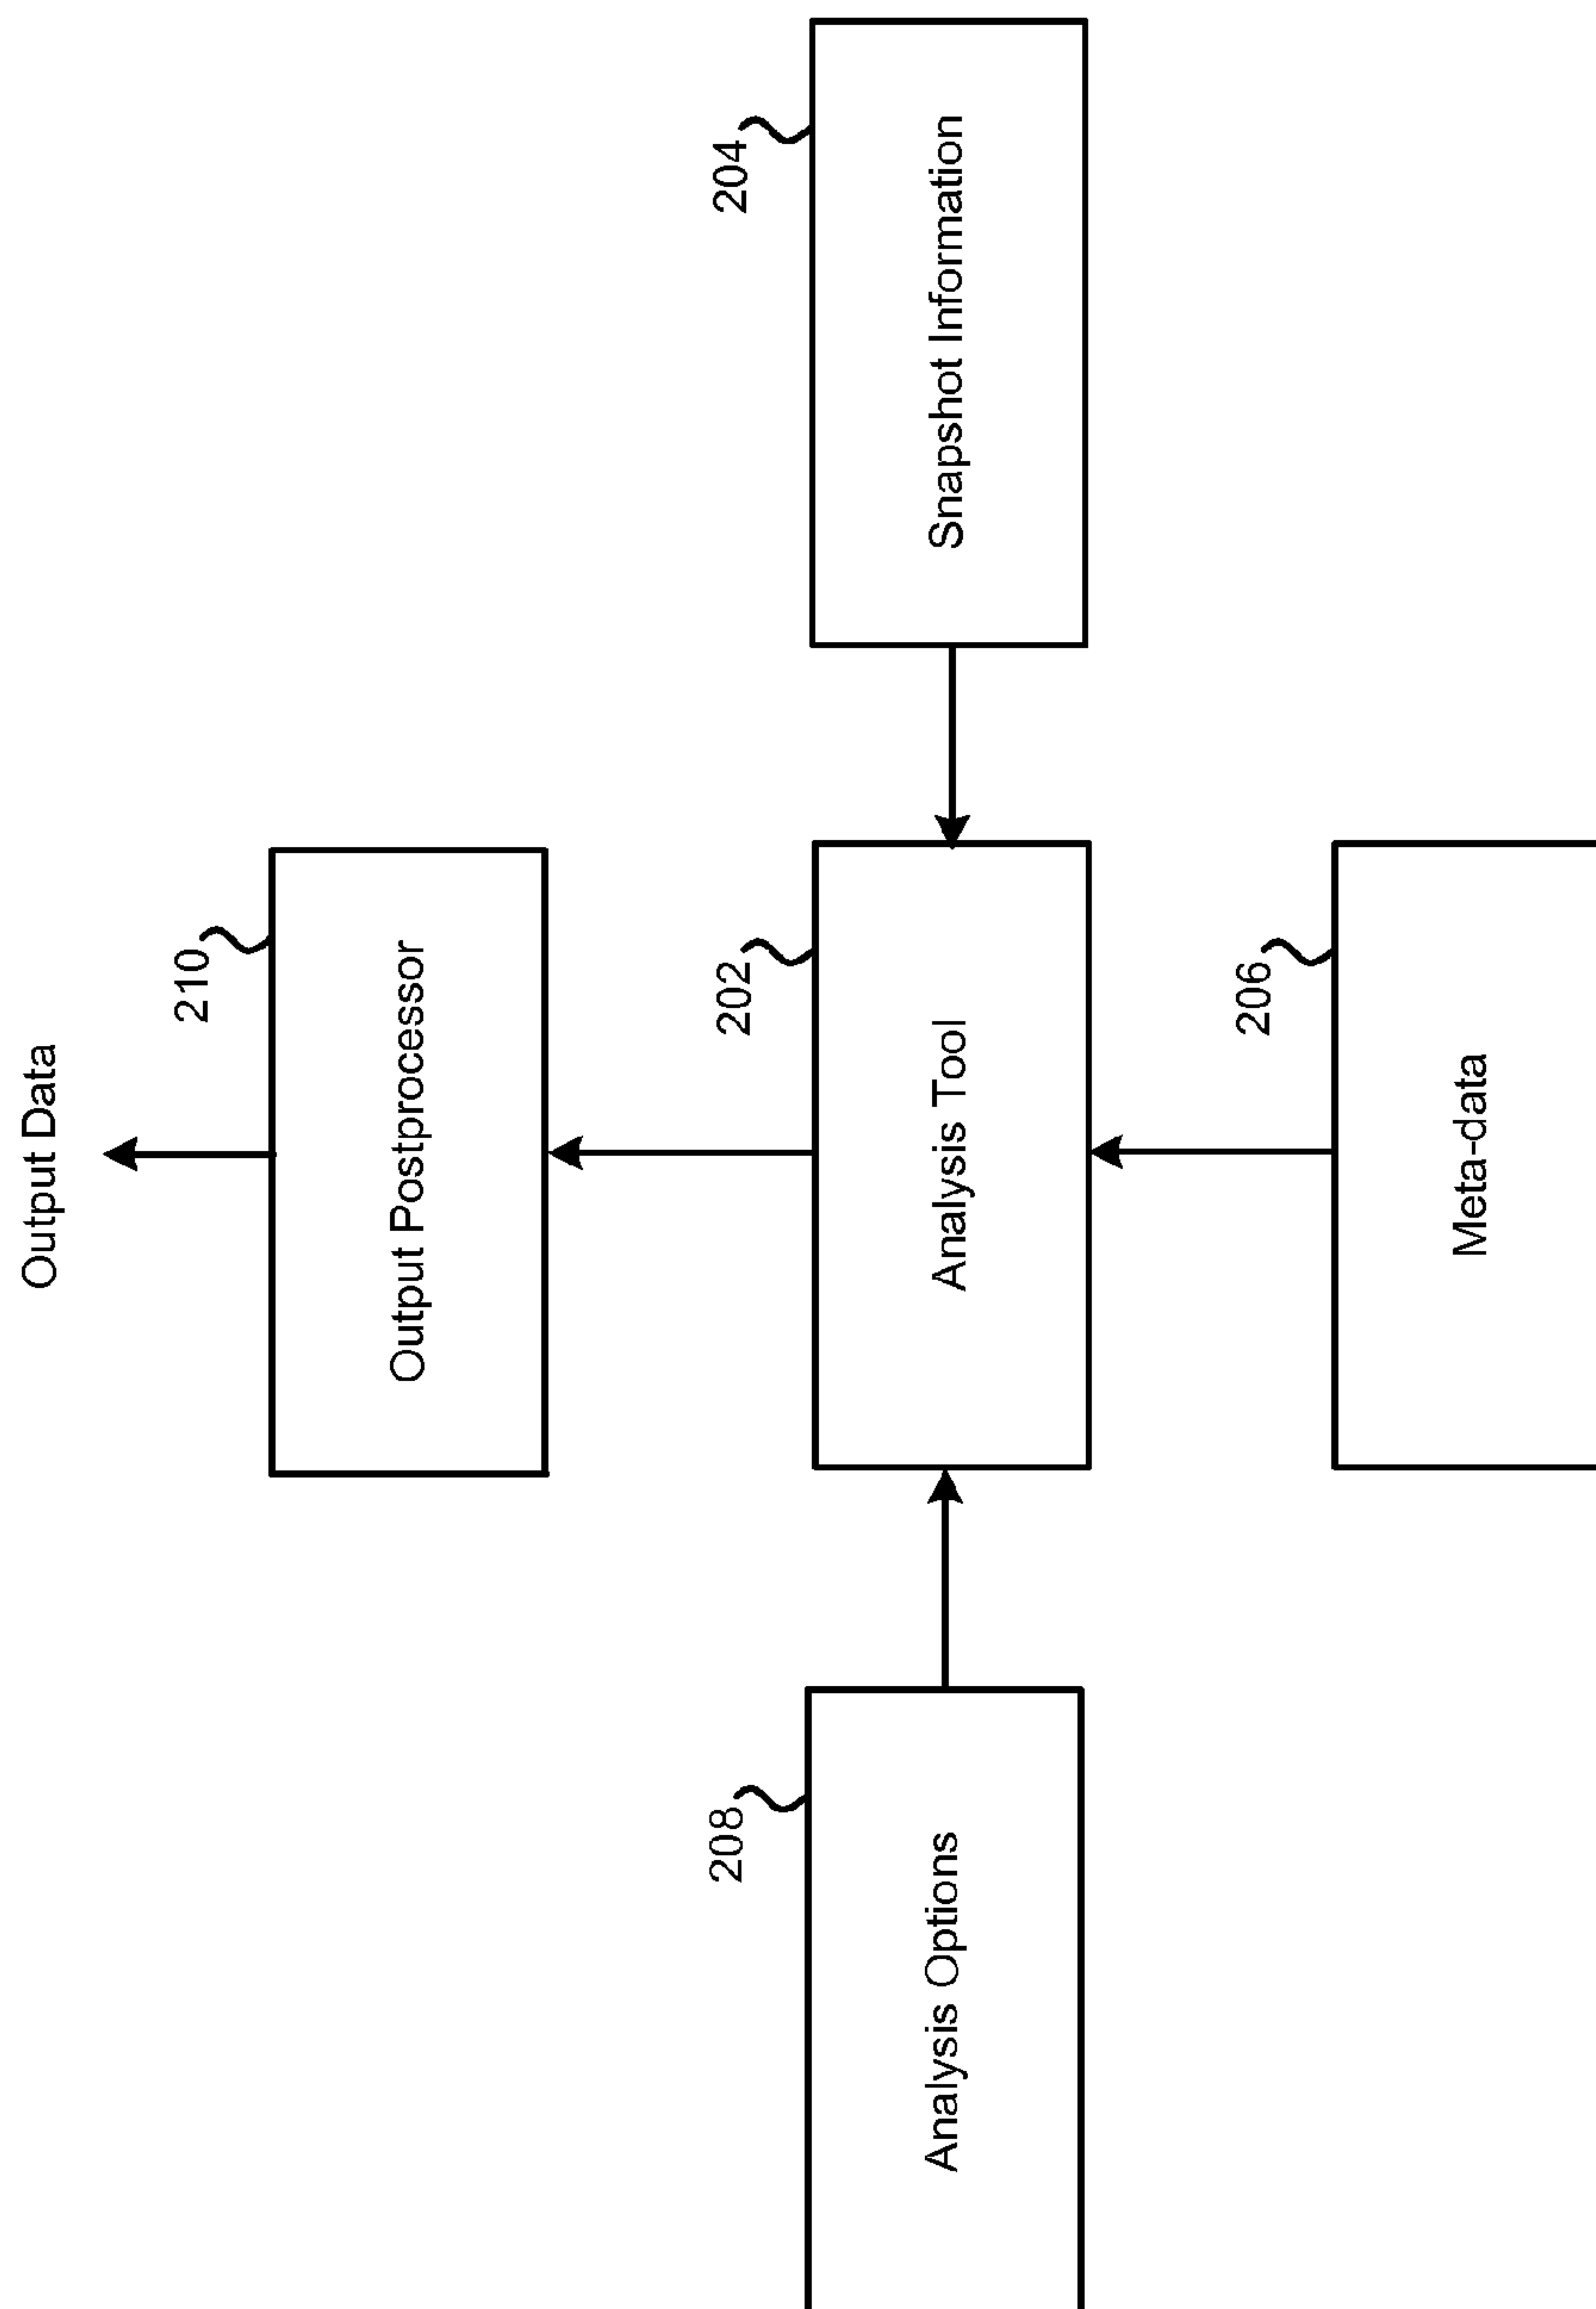 Output Data
210
Output Postprocessor
208
Analysis Options
202
Analysis Tool
204
Snapshot Information
206
Meta-data